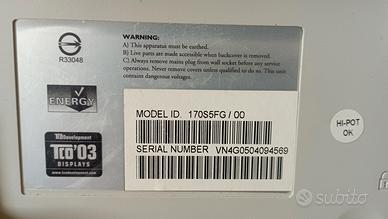 R33048
WARNING:
A) This apparatus must be earthed.
B) Live parts are made accessible when backcover is removed.
C) Always remove mains plug from wall socket before any service
operations. Never remove covers unless qualified to do so. This unit
contains dangerous voltages.
ENERGY
TCO Development
TCO'03
DISPLAYS
MODEL ID. 170S5FG / 00
SERIAL NUMBER VN4G0504094569
HI-POT
OK
subito